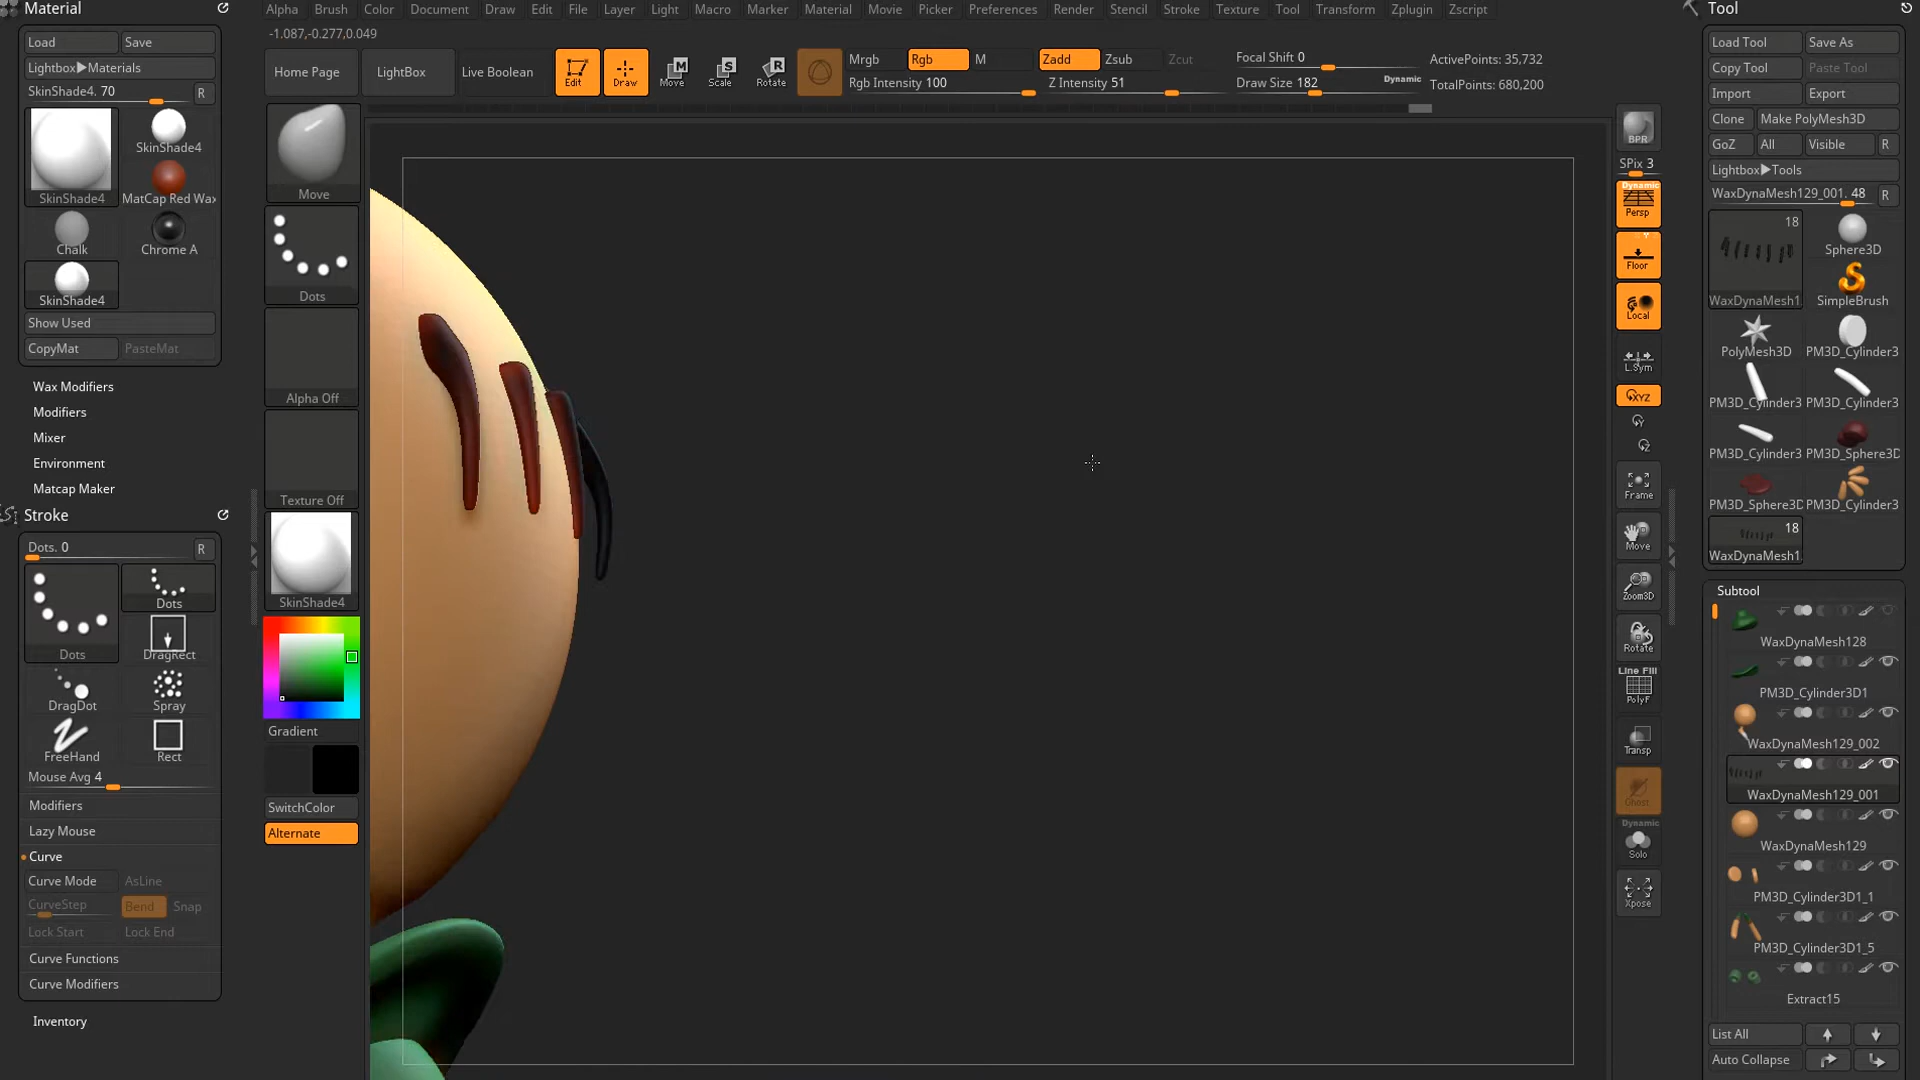 Material
Load
Save
Lightbox▶Materials
SkinShade4. 70
R
SkinShade4
SkinShade4
MatCap Red Wax
Chalk
Chrome A
SkinShade4
Show Used
CopyMat
PasteMat
Wax Modifiers
Modifiers
Mixer
Environment
Matcap Maker
Stroke
Dots. 0
R
Dots
Dots
DragRect
DragDot
Spray
FreeHand
Rect
Mouse Avg 4
Modifiers
Lazy Mouse
Curve
Curve Mode
AsLine
CurveStep
Bend
Snap
Lock Start
Lock End
Curve Functions
Curve Modifiers
Inventory
Alpha Brush Color Document Draw Edit File Layer Light Macro Marker Material Movie Picker Preferences Render Stencil Stroke Texture Tool Transform Zplugin Zscript
-1.087,-0.277,0.049
Home Page
LightBox
Live Boolean
Edit
Draw
Move
Scale
Rotate
Mrgb
Rgb
M
Rgb Intensity 100
Zadd
Zsub
Zcut
Z Intensity 51
Focal Shift 0
Draw Size 182
Dynamic
ActivePoints: 35,732
TotalPoints: 680,200
Move
Dots
Alpha Off
Texture Off
SkinShade4
Gradient
SwitchColor
Alternate
BPR
SPix 3
Dynamic
Persp
Floor
Local
L.Sym
XYZ
Y
Z
Frame
Move
Zoom3D
Rotate
Line Fill
PolyF
Transp
Ghost
Dynamic
Solo
Xpose
Tool
Load Tool
Save As
Copy Tool
Paste Tool
Import
Export
Clone
Make PolyMesh3D
GoZ
All
Visible
R
Lightbox▶Tools
WaxDynaMesh129_001. 48
R
18
WaxDynaMesh1
Sphere3D
SimpleBrush
PolyMesh3D
PM3D_Cylinder3
PM3D_Cylinder3
PM3D_Cylinder3
PM3D_Cylinder3
PM3D_Sphere3D
PM3D_Sphere3D
PM3D_Cylinder3
18
WaxDynaMesh1
Subtool
WaxDynaMesh128
PM3D_Cylinder3D1
WaxDynaMesh129_002
WaxDynaMesh129_001
WaxDynaMesh129
PM3D_Cylinder3D1_1
PM3D_Cylinder3D1_5
Extract15
List All
Auto Collapse